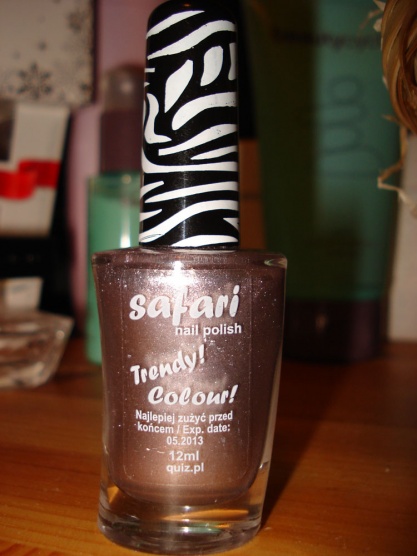 safari
nail polish
Trendy!
Colour!
Najlepiej zużyć przed
końcem / Exp. date:
05.2013
12ml
quiz.pl